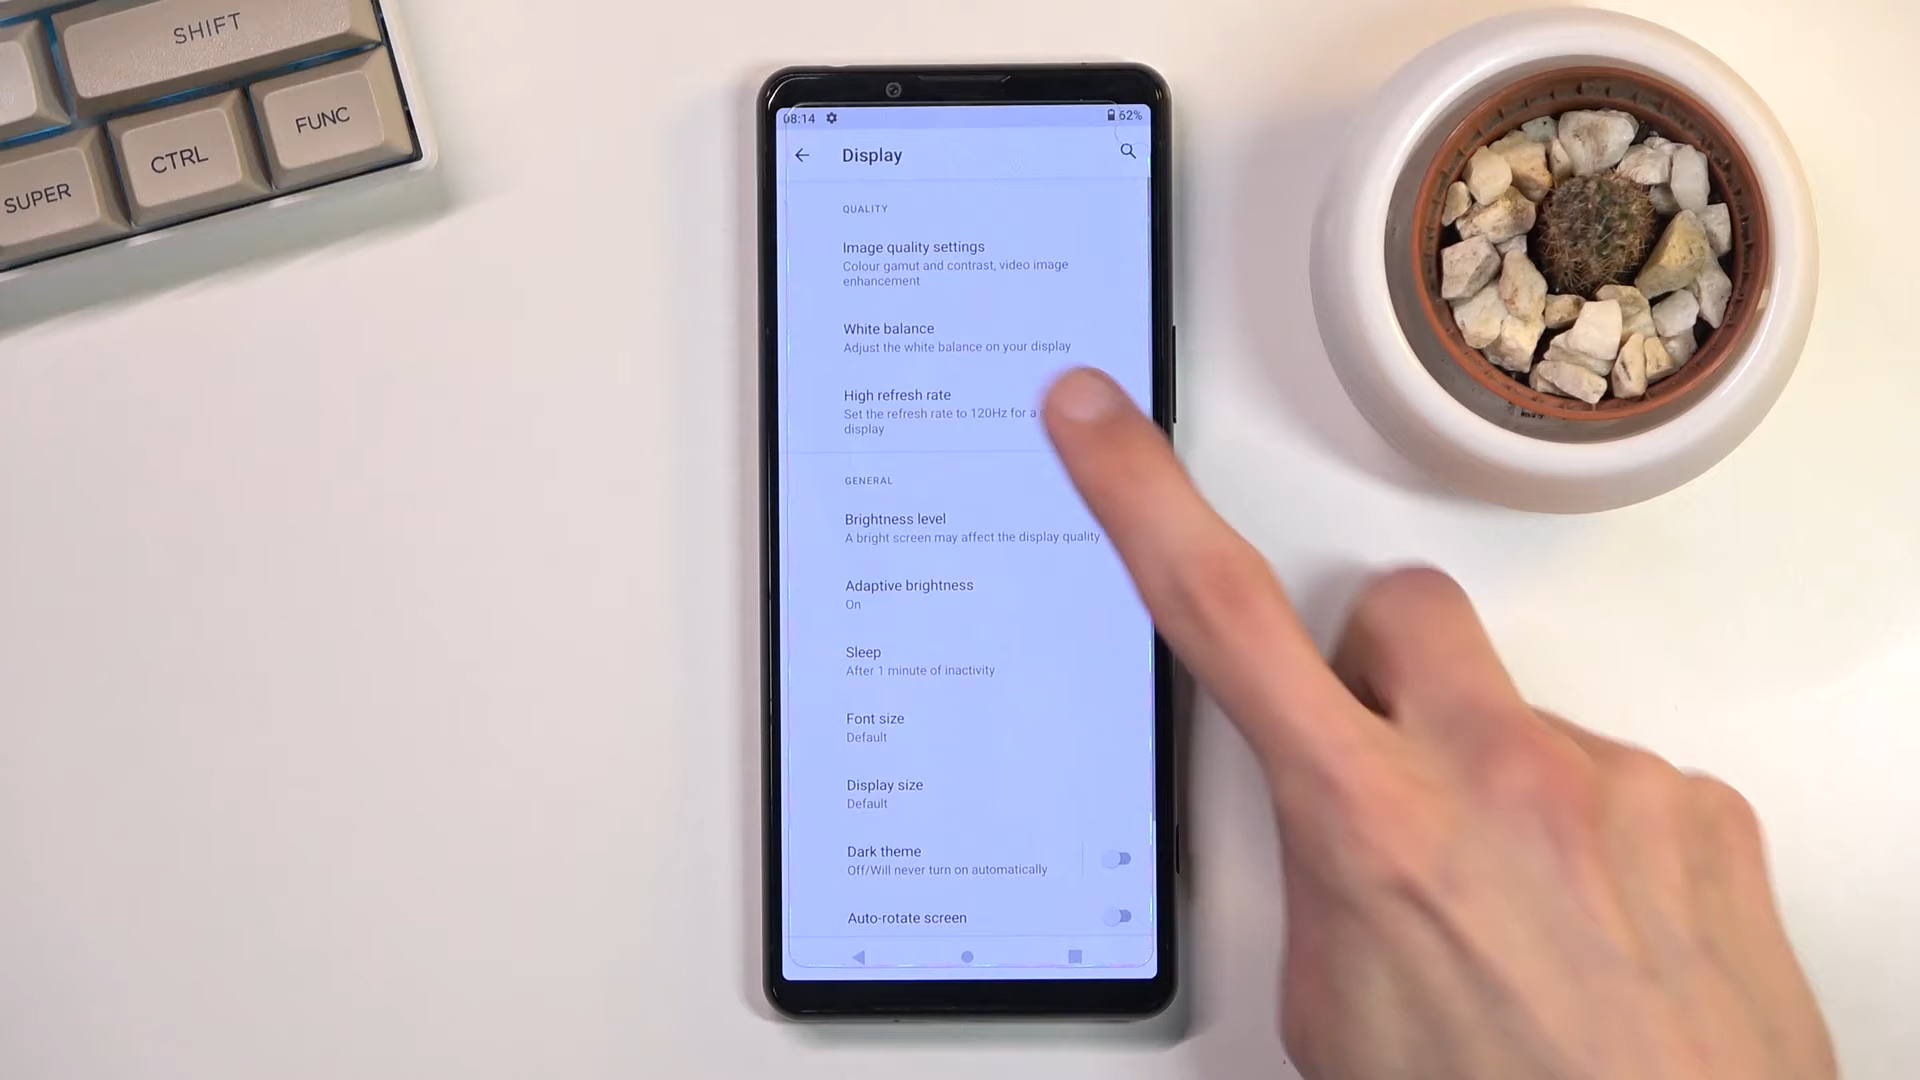 SHIFT
FUNC
CTRL
SUPER
08:14
62%
Display
QUALITY
Image quality settings
Colour gamut and contrast, video image
enhancement
White balance
Adjust the white balance on your display
High refresh rate
Set the refresh rate to 120Hz for a
display
GENERAL
Brightness level
A bright screen may affect the display quality
Adaptive brightness
On
Sleep
After 1 minute of inactivity
Font size
Default
Display size
Default
Dark theme
Off/Will never turn on automatically
Auto-rotate screen